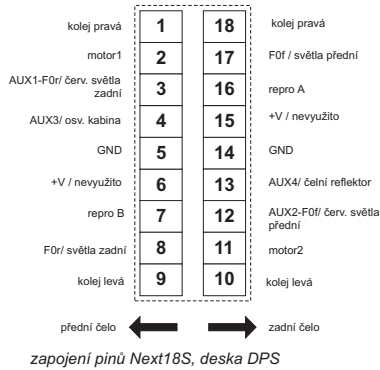 kolej pravá 1 18 kolej pravá
motor1 2 17 F0f / světla přední
AUX1-F0r/ červ. světla
zadní 3 16 repro A
AUX3/ osv. kabina 4 15 +V / nevyužito
GND 5 14 GND
+V / nevyužito 6 13 AUX4/ čelní reflektor
repro B 7 12 AUX2-F0f/ červ. světla
přední
F0r/ světla zadní 8 11 motor2
kolej levá 9 10 kolej levá
přední čelo zadní čelo
zapojení pinů Next18S, deska DPS